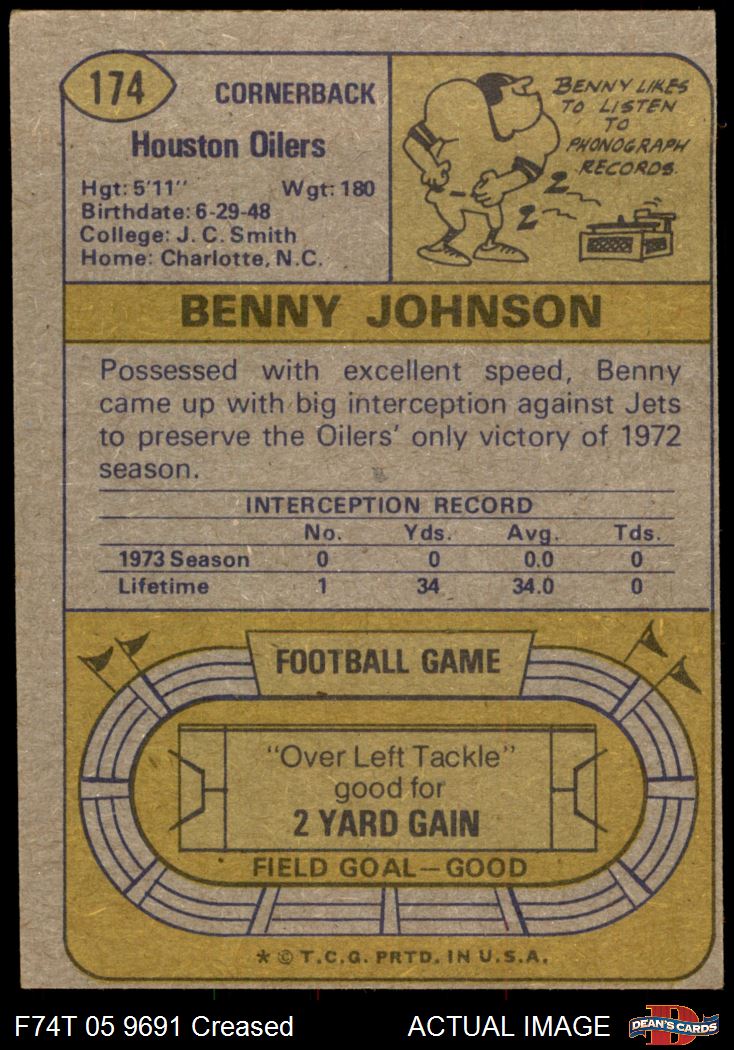 174
CORNERBACK
Houston Oilers
Hgt: 5'11'' Wgt: 180
Birthdate: 6-29-48
College: J. C. Smith
Home: Charlotte, N.C.
BENNY LIKES
TO LISTEN
TO
PHONOGRAPH
RECORDS.
BENNY JOHNSON
Possessed with excellent speed, Benny
came up with big interception against Jets
to preserve the Oilers' only victory of 1972
season.
INTERCEPTION RECORD
No. Yds. Avg. Tds.
1973 Season 0 0 0.0 0
Lifetime 1 34 34.0 0
FOOTBALL GAME
"Over Left Tackle"
good for
2 YARD GAIN
FIELD GOAL—GOOD
* © T.C.G. PRTD. IN U.S.A.
F74T 05 9691 Creased ACTUAL IMAGE
D
DEAN'S CARDS